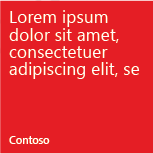 Lorem ipsum
dolor sit amet,
consectetuer
adipiscing elit, se
Contoso